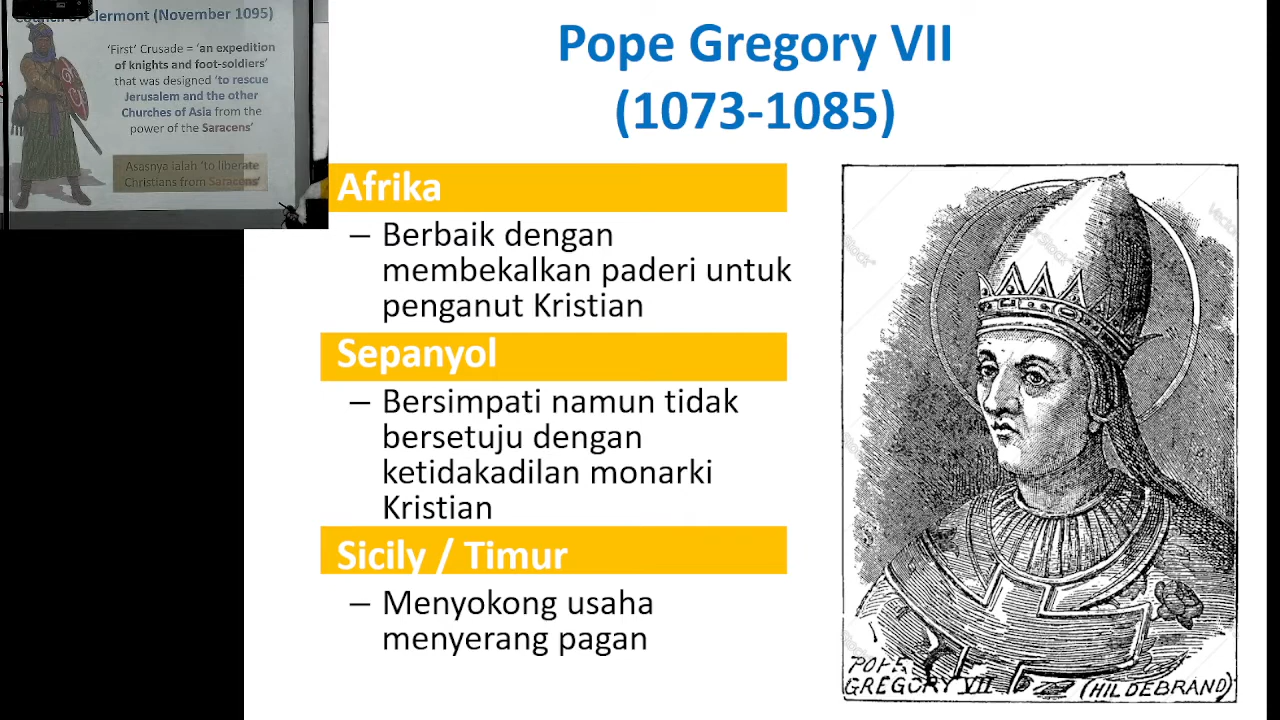 Council of Clermont (November 1095)
'First' Crusade = 'an expedition
of knights and foot-soldiers'
that was designed 'to rescue
Jerusalem and the other
Churches of Asia from the
power of the Saracens'
Asasnya ialah 'to liberate
Christians from Saracens'
Pope Gregory VII
(1073-1085)
Afrika
– Berbaik dengan
membekalkan paderi untuk
penganut Kristian
Sepanyol
– Bersimpati namun tidak
bersetuju dengan
ketidakadilan monarki
Kristian
Sicily / Timur
– Menyokong usaha
menyerang pagan
POPE
GREGORY VII (HILDEBRAND)